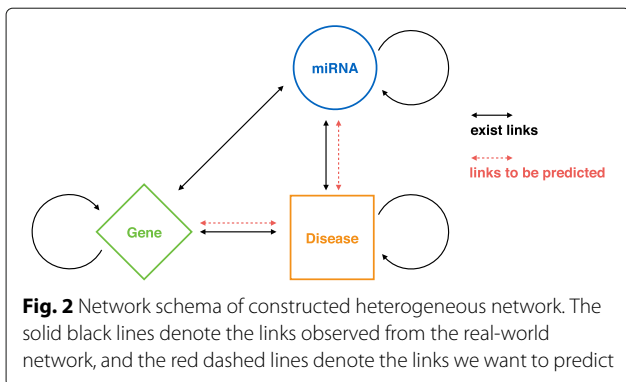 miRNA
exist links
links to be predicted
Gene
Disease
Fig. 2 Network schema of constructed heterogeneous network. The
solid black lines denote the links observed from the real-world
network, and the red dashed lines denote the links we want to predict